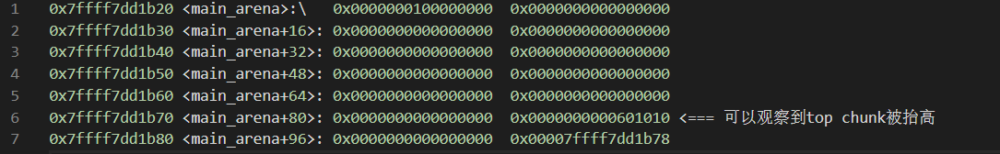 1 0x7ffff7dd1b20 <main_arena>:\ 0x0000000100000000 0x0000000000000000
2 0x7ffff7dd1b30 <main_arena+16>: 0x0000000000000000 0x0000000000000000
3 0x7ffff7dd1b40 <main_arena+32>: 0x0000000000000000 0x0000000000000000
4 0x7ffff7dd1b50 <main_arena+48>: 0x0000000000000000 0x0000000000000000
5 0x7ffff7dd1b60 <main_arena+64>: 0x0000000000000000 0x0000000000000000
6 0x7ffff7dd1b70 <main_arena+80>: 0x0000000000000000 0x0000000000601010 <=== 可以观察到top chunk被抬高
7 0x7ffff7dd1b80 <main_arena+96>: 0x0000000000000000 0x00007ffff7dd1b78